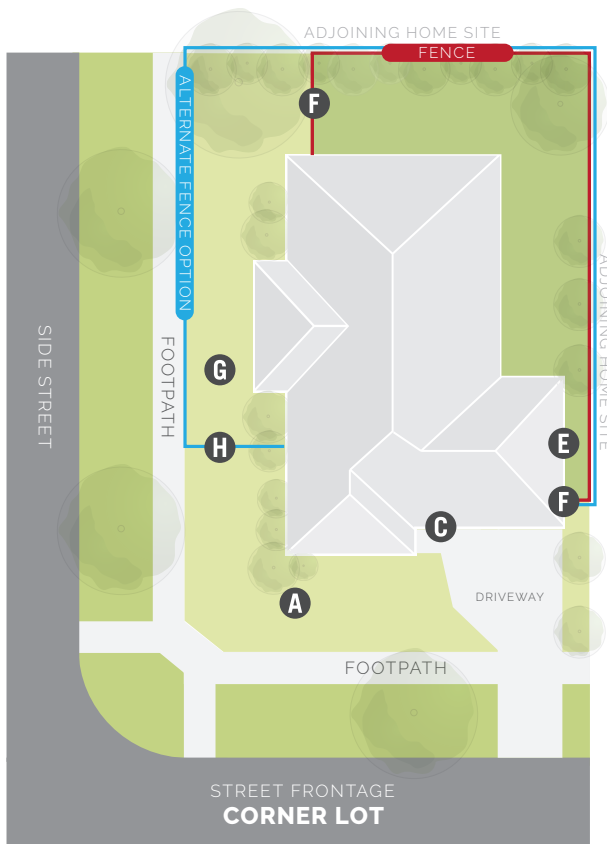 ADJOINING HOME SITE
FENCE
F
ALTERNATE FENCE OPTION
ADJOINING HOME SITE
SIDE STREET
FOOTPATH
G
H
E
F
C
A
DRIVEWAY
FOOTPATH
STREET FRONTAGE
CORNER LOT